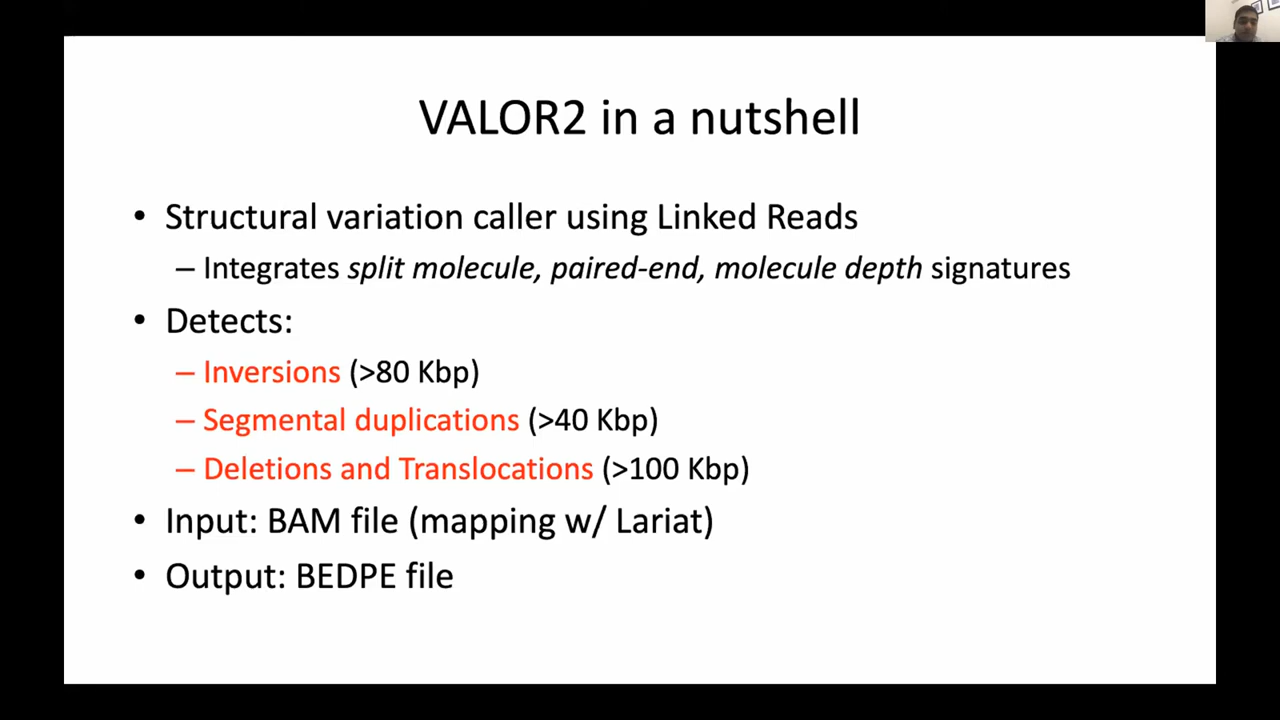 VALOR2 in a nutshell
• Structural variation caller using Linked Reads
– Integrates split molecule, paired-end, molecule depth signatures
• Detects:
– Inversions (>80 Kbp)
– Segmental duplications (>40 Kbp)
– Deletions and Translocations (>100 Kbp)
• Input: BAM file (mapping w/ Lariat)
• Output: BEDPE file